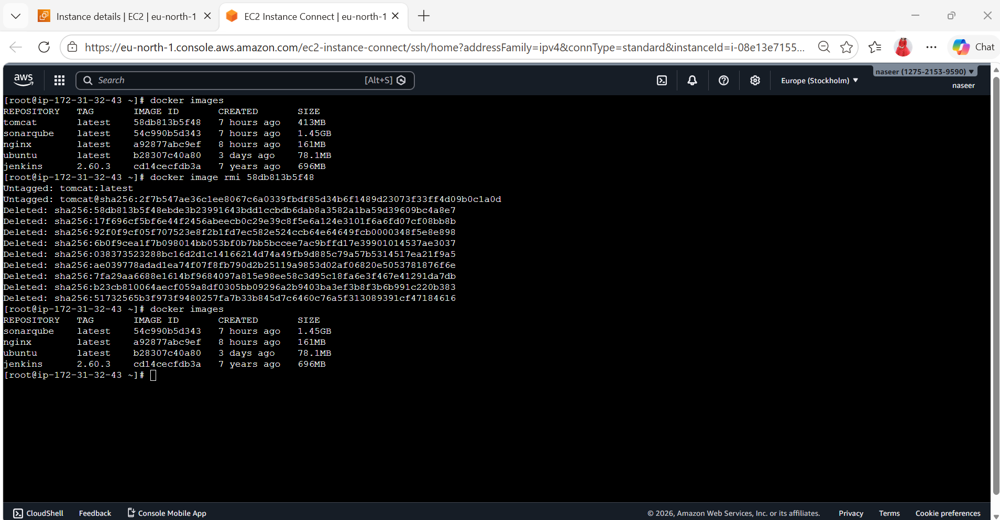 Instance details | EC2 | eu-north-1
EC2 Instance Connect | eu-north-1
https://eu-north-1.console.aws.amazon.com/ec2-instance-connect/ssh/home?addressFamily=ipv4&connType=standard&instanceId=i-08e13e7155...
Chat
aws
Search
[Alt+S]
Europe (Stockholm)
naseer (1275-2153-9590)
naseer
[root@ip-172-31-32-43 ~]# docker images
REPOSITORY TAG IMAGE ID CREATED SIZE
tomcat latest 58db813b5f48 7 hours ago 413MB
sonarqube latest 54c990b5d343 7 hours ago 1.45GB
nginx latest a92877abc9ef 8 hours ago 161MB
ubuntu latest b28307c40a80 3 days ago 78.1MB
jenkins 2.60.3 cd14cecfdb3a 7 years ago 696MB
[root@ip-172-31-32-43 ~]# docker image rmi 58db813b5f48
Untagged: tomcat:latest
Untagged: tomcat@sha256:2f7b547ae36c1ee8067c6a0339fbdf85d34b6f1489d23073f33ff4d09b0c1a0d
Deleted: sha256:58db813b5f48ebde3b23991643bdd1ccbdb6dab8a3582a1ba59d39609bc4a8e7
Deleted: sha256:17f696cf5bf6e44f2456abeecb0c29e39c8f5e6a124e3101f6a6fd07cf08bb8b
Deleted: sha256:92f0f9cf05f707523e8f2b1fd7ec582e524ccb64e64649fcb0000348f5e8e898
Deleted: sha256:6b0f9cea1f7b098014bb053bf0b7bb5bccee7ac9bffd17e39901014537ae3037
Deleted: sha256:038373523288bc16d2d1c14166214d74a49fb9d885c79a57b5314517ea21f9a5
Deleted: sha256:ae039778adad1ea74f07f8fb790d2b25119a9853d02af06820e5053781876f6e
Deleted: sha256:7fa29aa6688e1614bf9684097a815e98ee58c3d95c18fa6e3f467e41291da7db
Deleted: sha256:b23cb810064aecf059a8df0305bb09296a2b9403ba3ef3b8f3b6b991c220b383
Deleted: sha256:51732565b3f973f9480257fa7b33b845d7c6460c76a5f313089391cf47184616
[root@ip-172-31-32-43 ~]# docker images
REPOSITORY TAG IMAGE ID CREATED SIZE
sonarqube latest 54c990b5d343 7 hours ago 1.45GB
nginx latest a92877abc9ef 8 hours ago 161MB
ubuntu latest b28307c40a80 3 days ago 78.1MB
jenkins 2.60.3 cd14cecfdb3a 7 years ago 696MB
[root@ip-172-31-32-43 ~]#
CloudShell Feedback Console Mobile App © 2026, Amazon Web Services, Inc. or its affiliates. Privacy Terms Cookie preferences